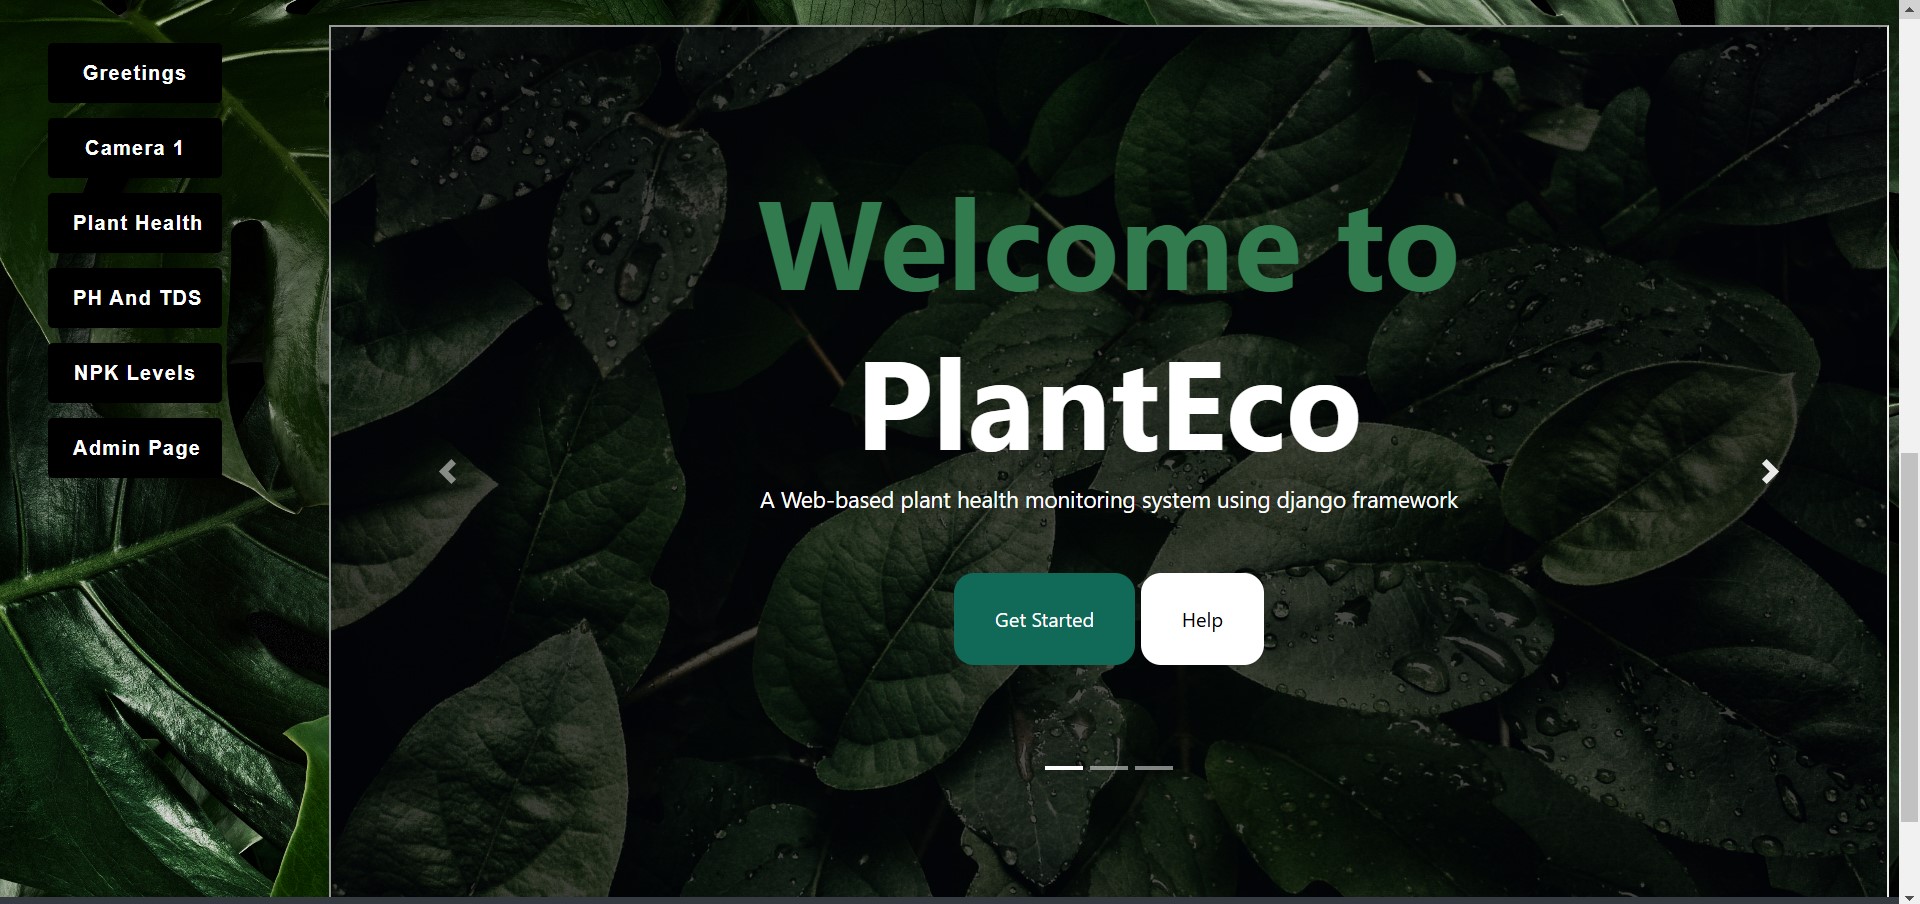 Greetings
Camera 1
Plant Health
PH And TDS
NPK Levels
Admin Page
Welcome to
PlantEco
A Web-based plant health monitoring system using django framework
Get Started
Help